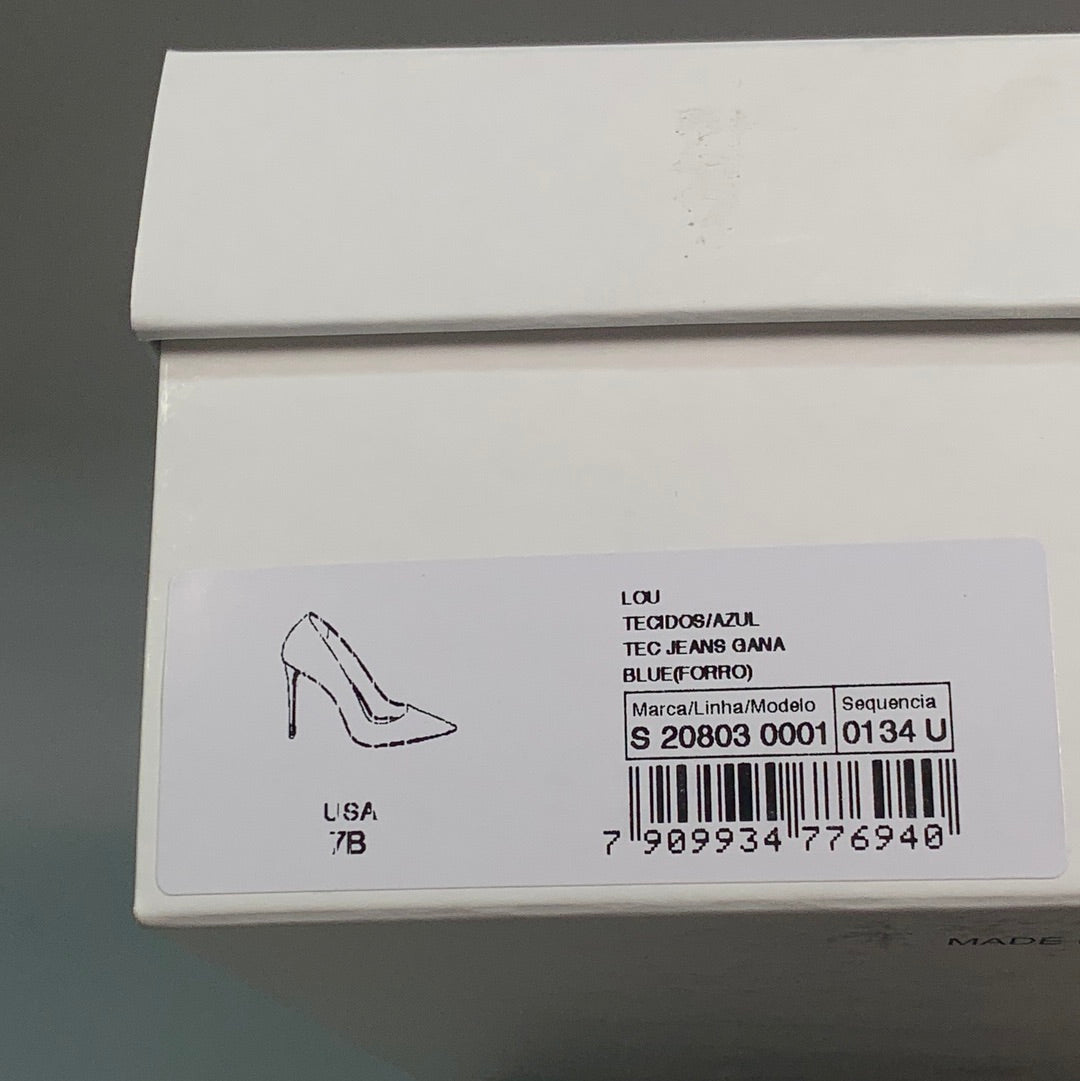 LOU
TECIDOS/AZUL
TEC JEANS GANA
BLUE(FORRO)
Marca/Linha/Modelo Sequencia
S 20803 0001 0134 U
7 909934 776940
USA
7B
MADE